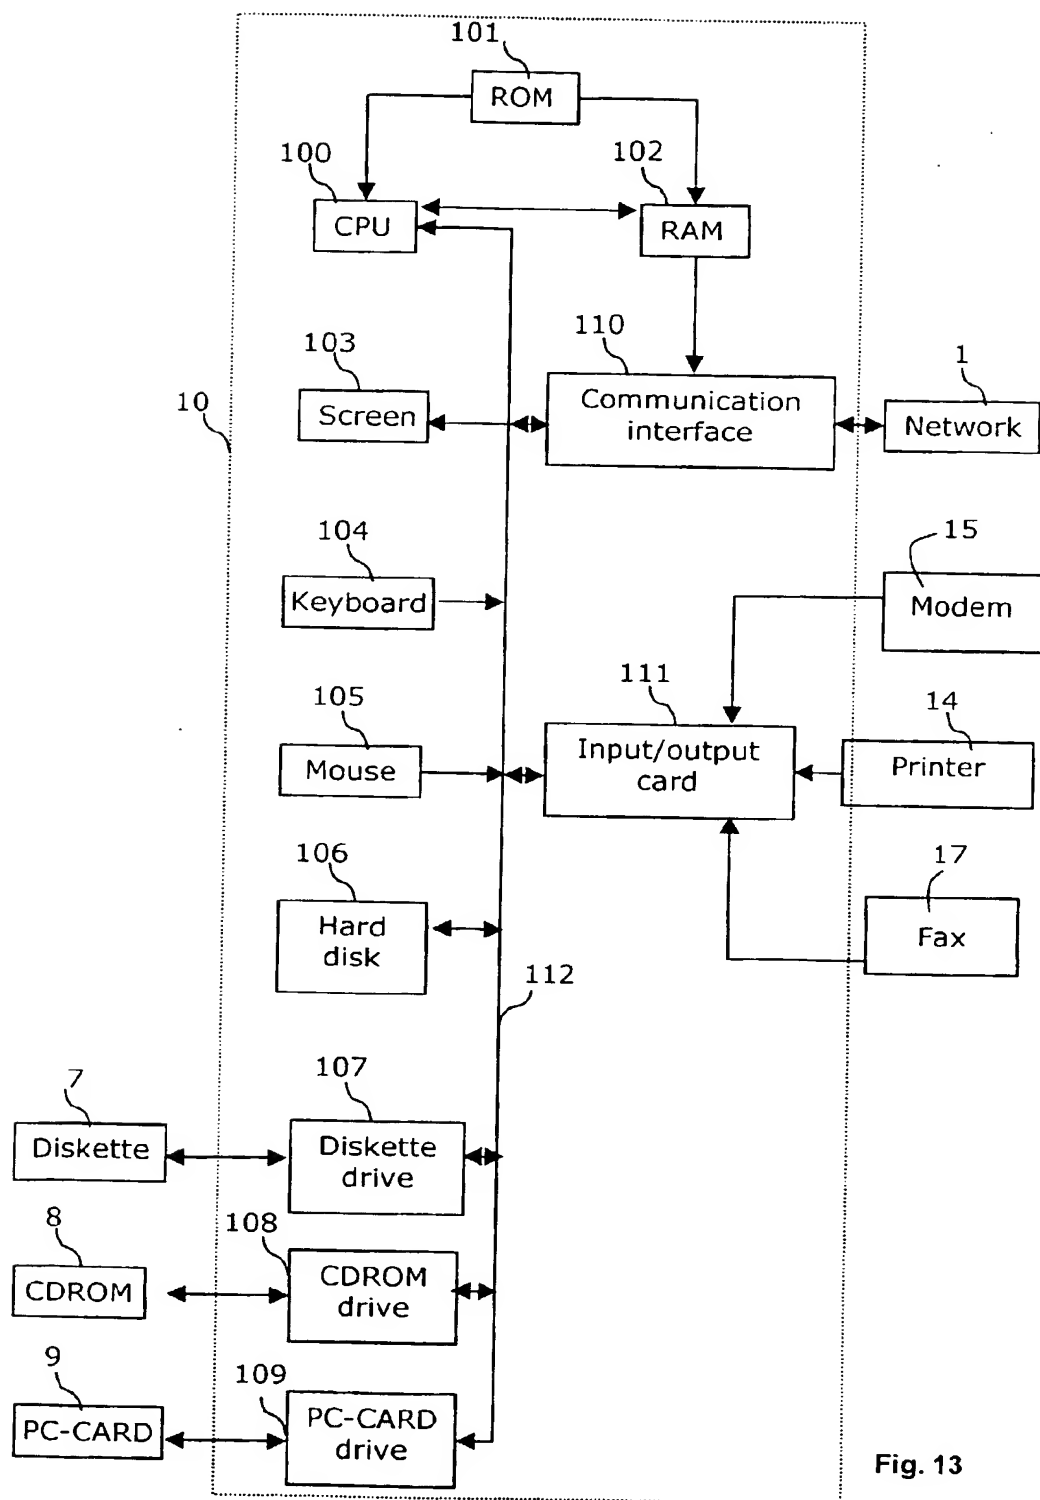 101
ROM
100
102
CPU
RAM
103
110
1
10
Screen
Communication
interface
Network
104
15
Keyboard
Modem
105
111
14
Mouse
Input/output
card
Printer
106
17
Hard
disk
Fax
112
7
107
Diskette
Diskette
drive
8
108
CDROM
CDROM
drive
9
109
PC-CARD
PC-CARD
drive
Fig. 13